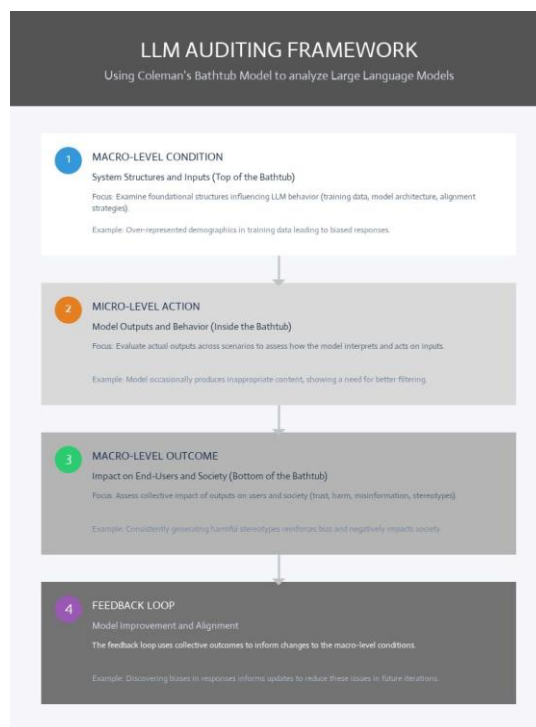 LLM AUDITING FRAMEWORK
Using Coleman's Bathtub Model to analyze Large Language Models
1
MACRO-LEVEL CONDITION
System Structures and Inputs (Top of the Bathtub)
Focus: Examine foundational structures influencing LLM behavior (training data, model architecture, alignment
strategies).
Example: Over-represented demographics in training data leading to biased responses.
2
MICRO-LEVEL ACTION
Model Outputs and Behavior (Inside the Bathtub)
Focus: Evaluate actual outputs across scenarios to assess how the model interprets and acts on inputs.
Example: Model occasionally produces inappropriate content, showing a need for better filtering.
3
MACRO-LEVEL OUTCOME
Impact on End-Users and Society (Bottom of the Bathtub)
Focus: Assess collective impact of outputs on users and society (trust, harm, misinformation, stereotypes).
Example: Consistently generating harmful stereotypes reinforces bias and negatively impacts society.
4
FEEDBACK LOOP
Model Improvement and Alignment
The feedback loop uses collective outcomes to inform changes to the macro-level conditions.
Example: Discovering biases in responses informs updates to reduce these issues in future iterations.